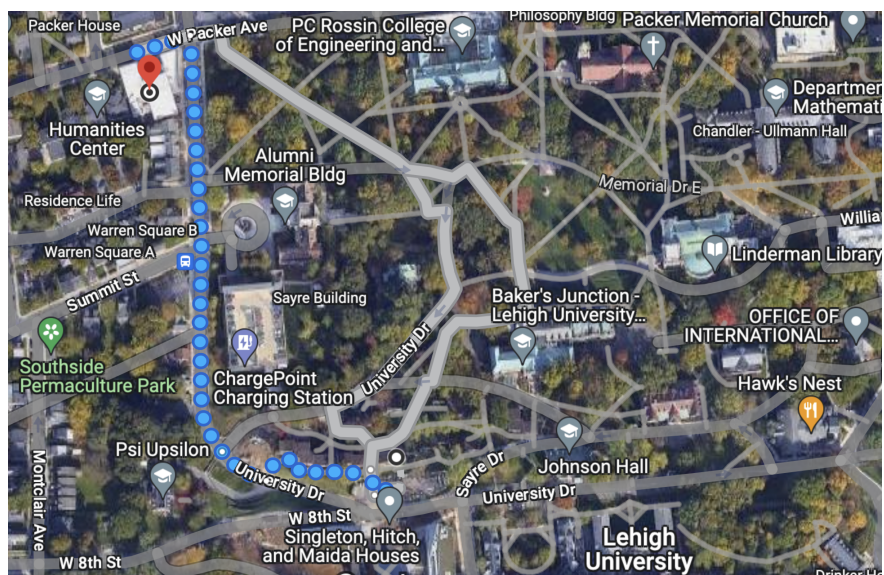 Packer House
W Packer Ave
PC Rossin College
of Engineering and...
Philosophy Bldg
Packer Memorial Church
Humanities
Center
Departmen
Mathemati
Chandler - Ullmann Hall
Alumni
Memorial Bldg
Residence Life
Memorial Dr E
Warren Square B
Warren Square A
Willia
Linderman Library
Summit St
Sayre Building
Baker's Junction -
Lehigh University...
OFFICE OF
INTERNATIONAL...
Southside
Permaculture Park
University Dr
ChargePoint
Charging Station
Hawk's Nest
Psi Upsilon
Montclair Ave
University Dr
Sayre Dr
Johnson Hall
University Dr
W 8th St
Singleton, Hitch,
and Maida Houses
Lehigh
University
W 8th St